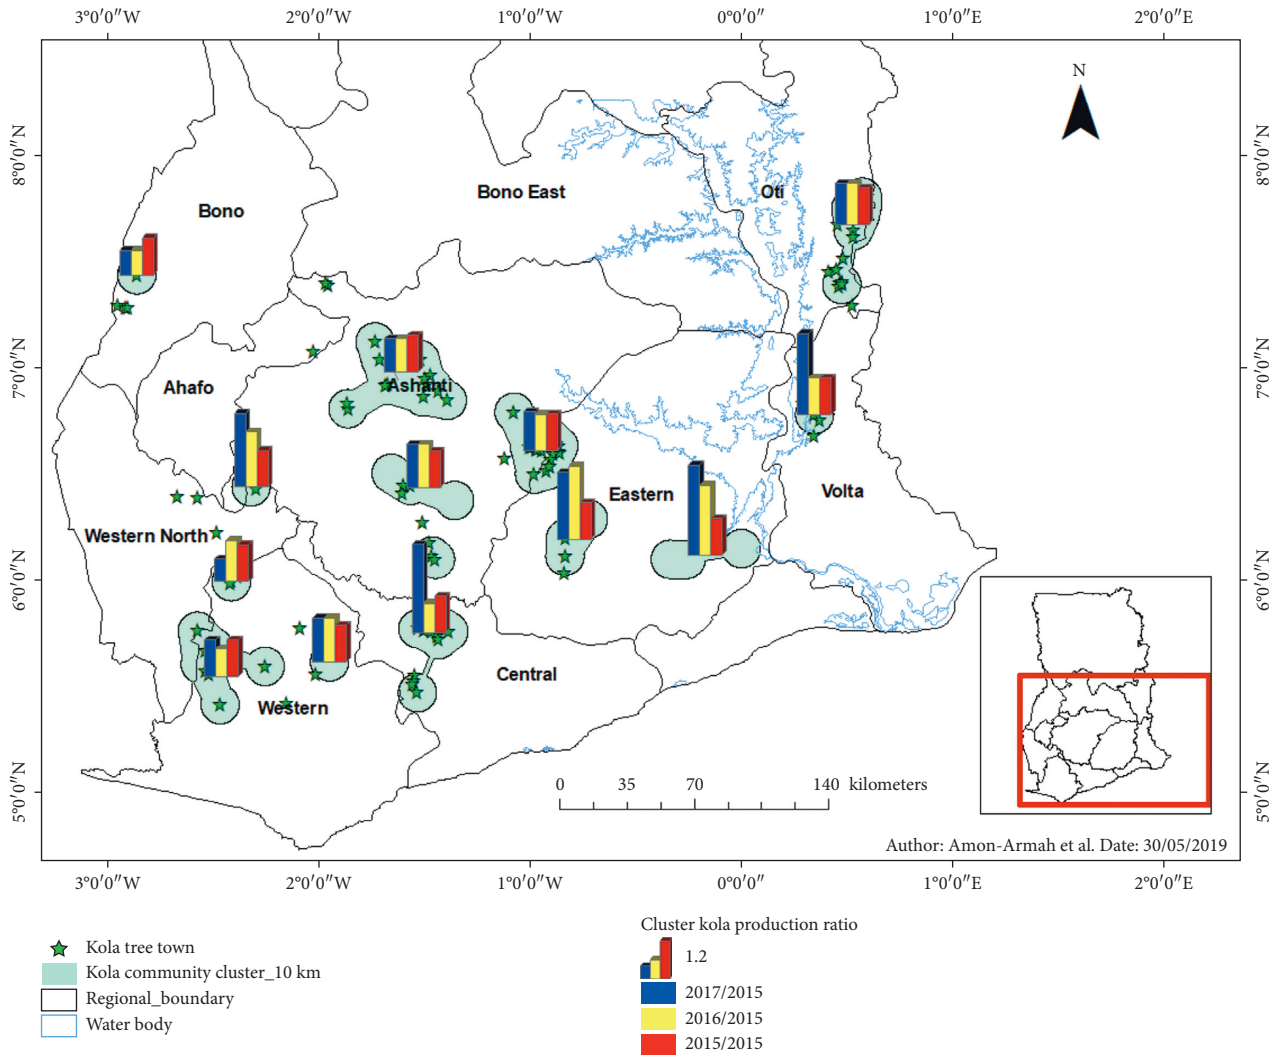 3°0′0″W 2°0′0″W 1°0′0″W 0°0′0″ 1°0′0″E 2°0′0″E
N
8°0′0″N 8°0′0″N
Bono East
Oti
Bono
7°0′0″N 7°0′0″N
Ahafo
Ashanti
Eastern
Volta
Western North
6°0′0″N 6°0′0″N
Central
Western
0 35 70 140 kilometers
5°0′0″N 5°0′0″N
Author: Amon-Armah et al. Date: 30/05/2019
3°0′0″W 2°0′0″W 1°0′0″W 0°0′0″ 1°0′0″E 2°0′0″E
Kola tree town
Kola community cluster_10 km
Regional_boundary
Water body
Cluster kola production ratio
1.2
2017/2015
2016/2015
2015/2015